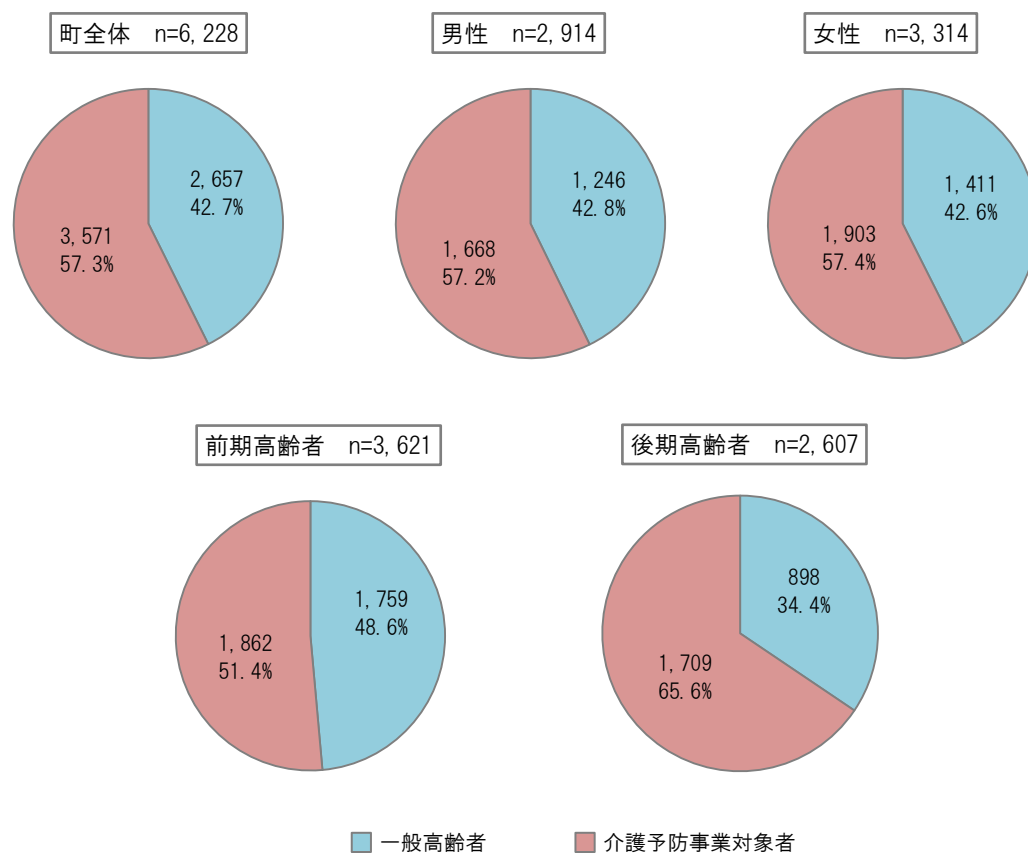 町全体　n=6,228
男性　n=2,914
女性　n=3,314
2,657
42.7%
3,571
57.3%
1,246
42.8%
1,668
57.2%
1,411
42.6%
1,903
57.4%
前期高齢者　n=3,621
後期高齢者　n=2,607
1,759
48.6%
1,862
51.4%
898
34.4%
1,709
65.6%
一般高齢者
介護予防事業対象者